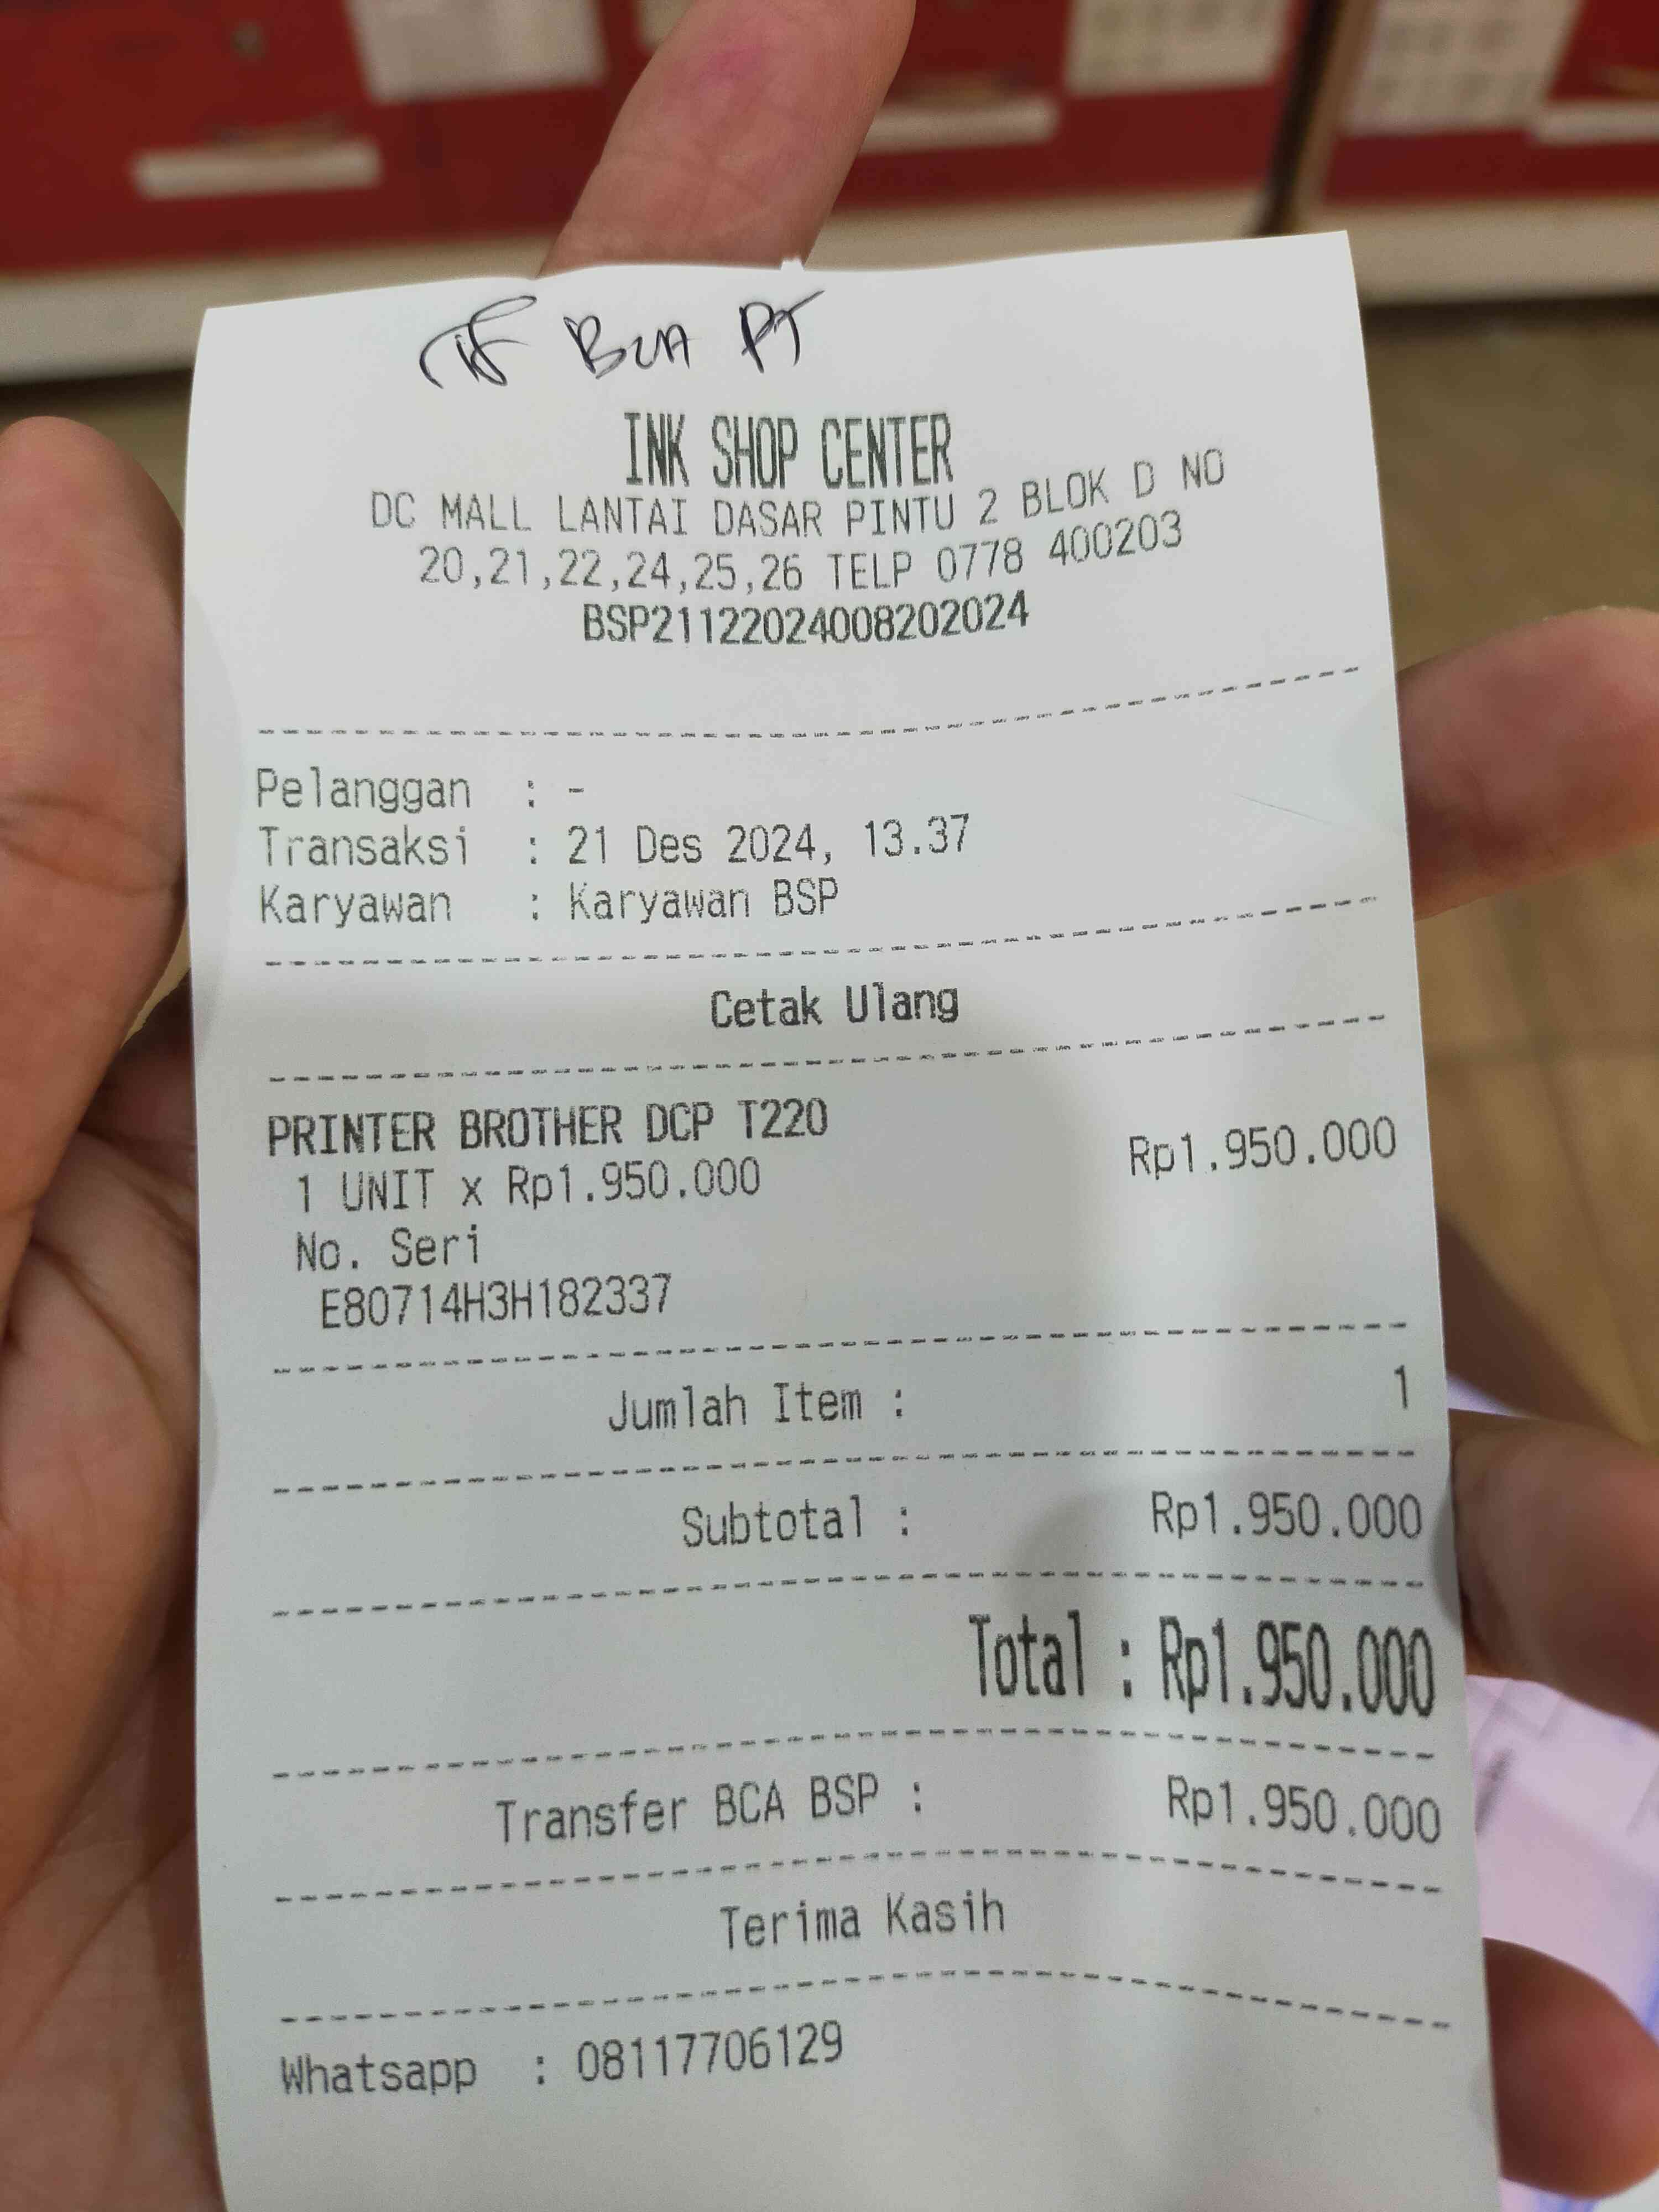 TF BCA PT
INK SHOP CENTER
DC MALL LANTAI DASAR PINTU 2 BLOK D NO
20,21,22,24,25,26 TELP 0778 400203
BSP21122024008202024
Pelanggan : -
Transaksi : 21 Des 2024, 13.37
Karyawan : Karyawan BSP
Cetak Ulang
PRINTER BROTHER DCP T220
1 UNIT x Rp1.950.000 Rp1.950.000
No. Seri
E80714H3H182337
Jumlah Item : 1
Subtotal : Rp1.950.000
Total : Rp1.950.000
Transfer BCA BSP : Rp1.950.000
Terima Kasih
Whatsapp : 08117706129